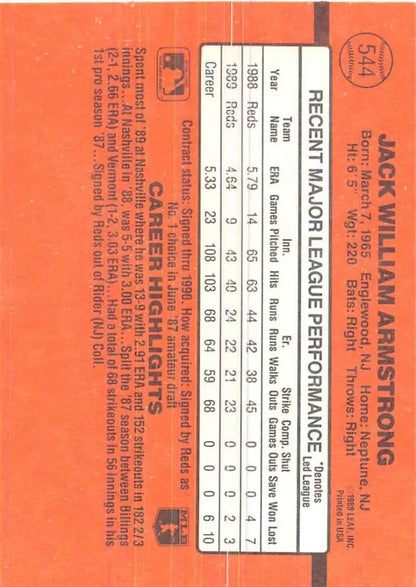 544
JACK WILLIAM ARMSTRONG
Born: March 7, 1965 Englewood, NJ Home: Neptune, NJ
Ht: 6'5" Wgt: 220 Bats: Right Throws: Right
©1989 LEAF, INC.
Printed in USA
RECENT MAJOR LEAGUE PERFORMANCE *Denotes Led League
Team Inn. Er. Strike Comp. Shut
Year Name ERA Games Pitched Hits Runs Runs Walks Outs Games Outs Save Won Lost
1988 Reds 5.79 14 65 63 44 42 38 45 0 0 0 4 7
1989 Reds 4.64 9 43 40 24 22 21 23 0 0 0 2 3
Career 5.33 23 108 103 68 64 59 68 0 0 0 6 10
Contract status: Signed thru 1990. How acquired: Signed by Reds as
No. 1 choice in June '87 amateur draft
MLB
CAREER HIGHLIGHTS
Spent most of '89 at Nashville where he was 13-9 with 2.91 ERA and 152 strikeouts in 182 2/3
innings... At Nashville in '88, was 5-5 with 3.00 ERA... Split the '87 season between Billings
(2-1, 2.66 ERA) and Vermont (1-2, 3.03 ERA)... Had a total of 68 strikeouts in 56 innings in his
1st pro season '87... Signed by Reds out of Rider (NJ) Coll.